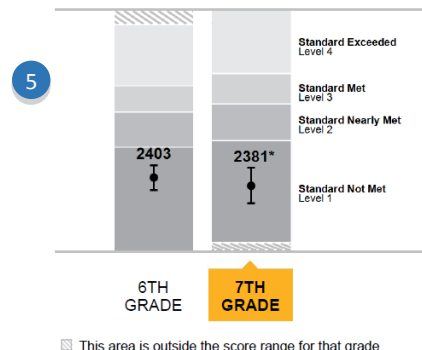 5
Standard Exceeded
Level 4
Standard Met
Level 3
Standard Nearly Met
Level 2
2403
2381*
Standard Not Met
Level 1
6TH
GRADE
7TH
GRADE
This area is outside the score range for that grade